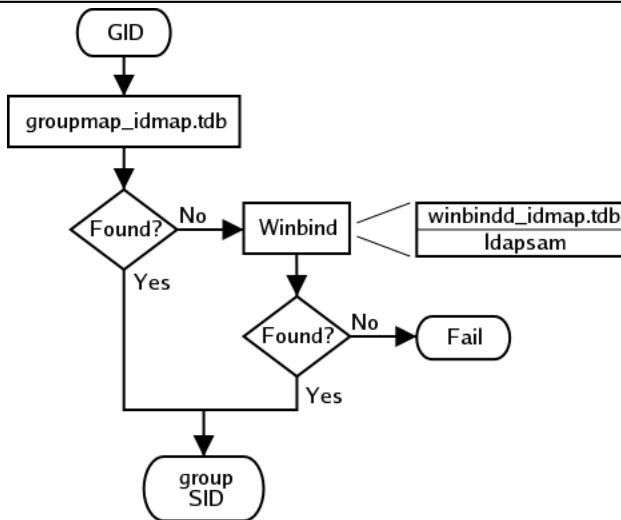 GID
groupmap_idmap.tdb
Found?
No
Winbind
winbindd_idmap.tdb
ldapsam
Yes
Found?
No
Fail
Yes
group
SID